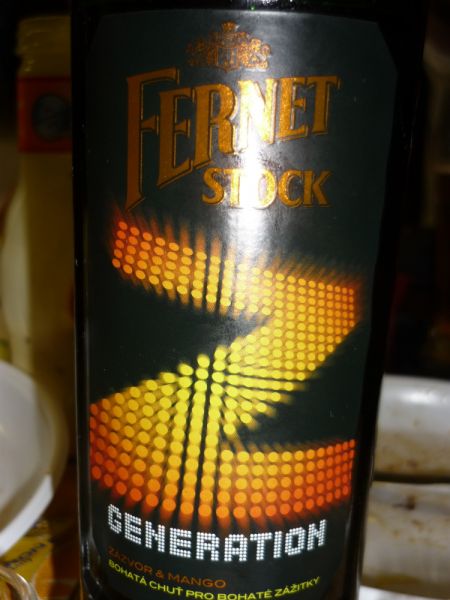 FERNET
STOCK
Z
GENERATION
ZÁZVOR & MANGO
BOHATÁ CHUŤ PRO BOHATÉ ZÁŽITKY